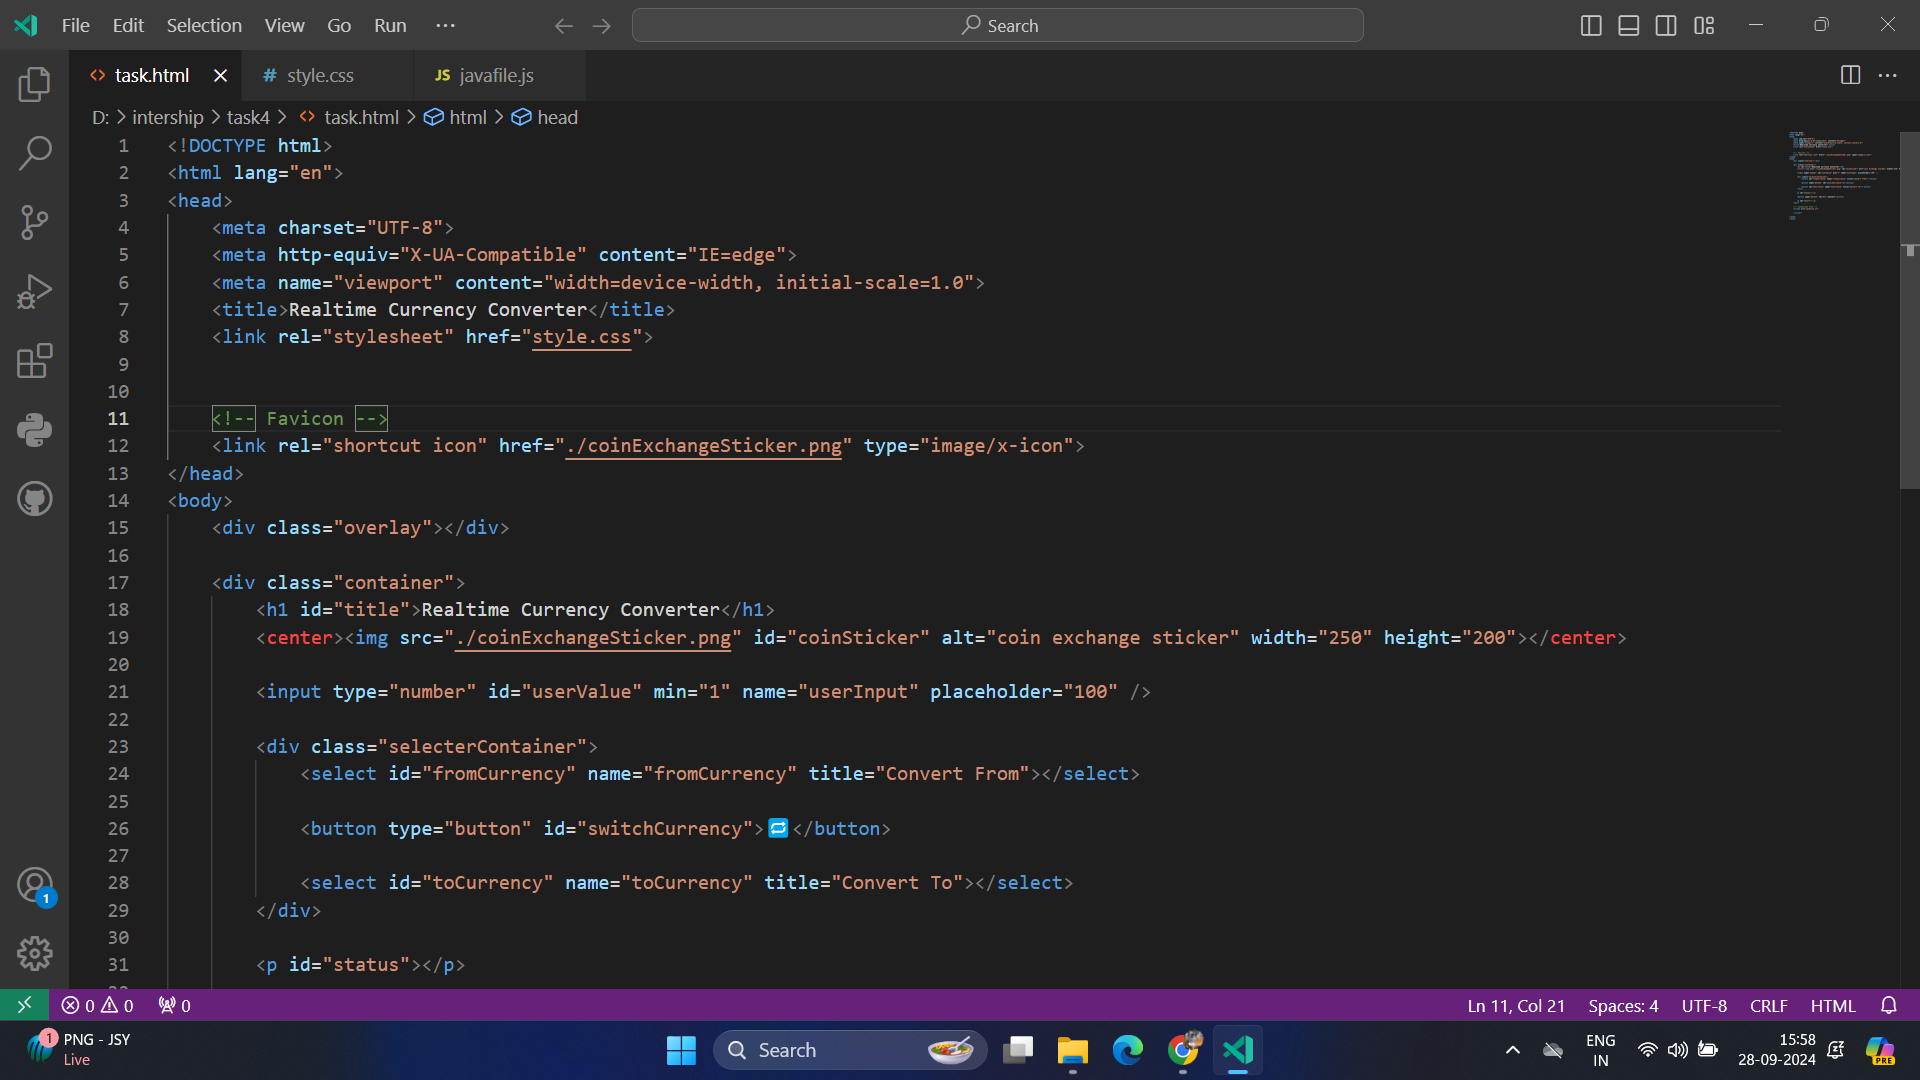 File Edit Selection View Go Run ··· Search
task.html # style.css JS javafile.js
D: > intership > task4 > task.html > html > head
1 <!DOCTYPE html>
2 <html lang="en">
3 <head>
4 <meta charset="UTF-8">
5 <meta http-equiv="X-UA-Compatible" content="IE=edge">
6 <meta name="viewport" content="width=device-width, initial-scale=1.0">
7 <title>Realtime Currency Converter</title>
8 <link rel="stylesheet" href="style.css">
9
10
11 <!-- Favicon -->
12 <link rel="shortcut icon" href="./coinExchangeSticker.png" type="image/x-icon">
13 </head>
14 <body>
15 <div class="overlay"></div>
16
17 <div class="container">
18 <h1 id="title">Realtime Currency Converter</h1>
19 <center><img src="./coinExchangeSticker.png" id="coinSticker" alt="coin exchange sticker" width="250" height="200"></center>
20
21 <input type="number" id="userValue" min="1" name="userInput" placeholder="100" />
22
23 <div class="selecterContainer">
24 <select id="fromCurrency" name="fromCurrency" title="Convert From"></select>
25
26 <button type="button" id="switchCurrency">🔁</button>
27
28 <select id="toCurrency" name="toCurrency" title="Convert To"></select>
29 </div>
30
31 <p id="status"></p>
1
0 0 0 Ln 11, Col 21 Spaces: 4 UTF-8 CRLF HTML
1 PNG - JSY
Live
Search
ENG
IN
15:58
28-09-2024
PRE